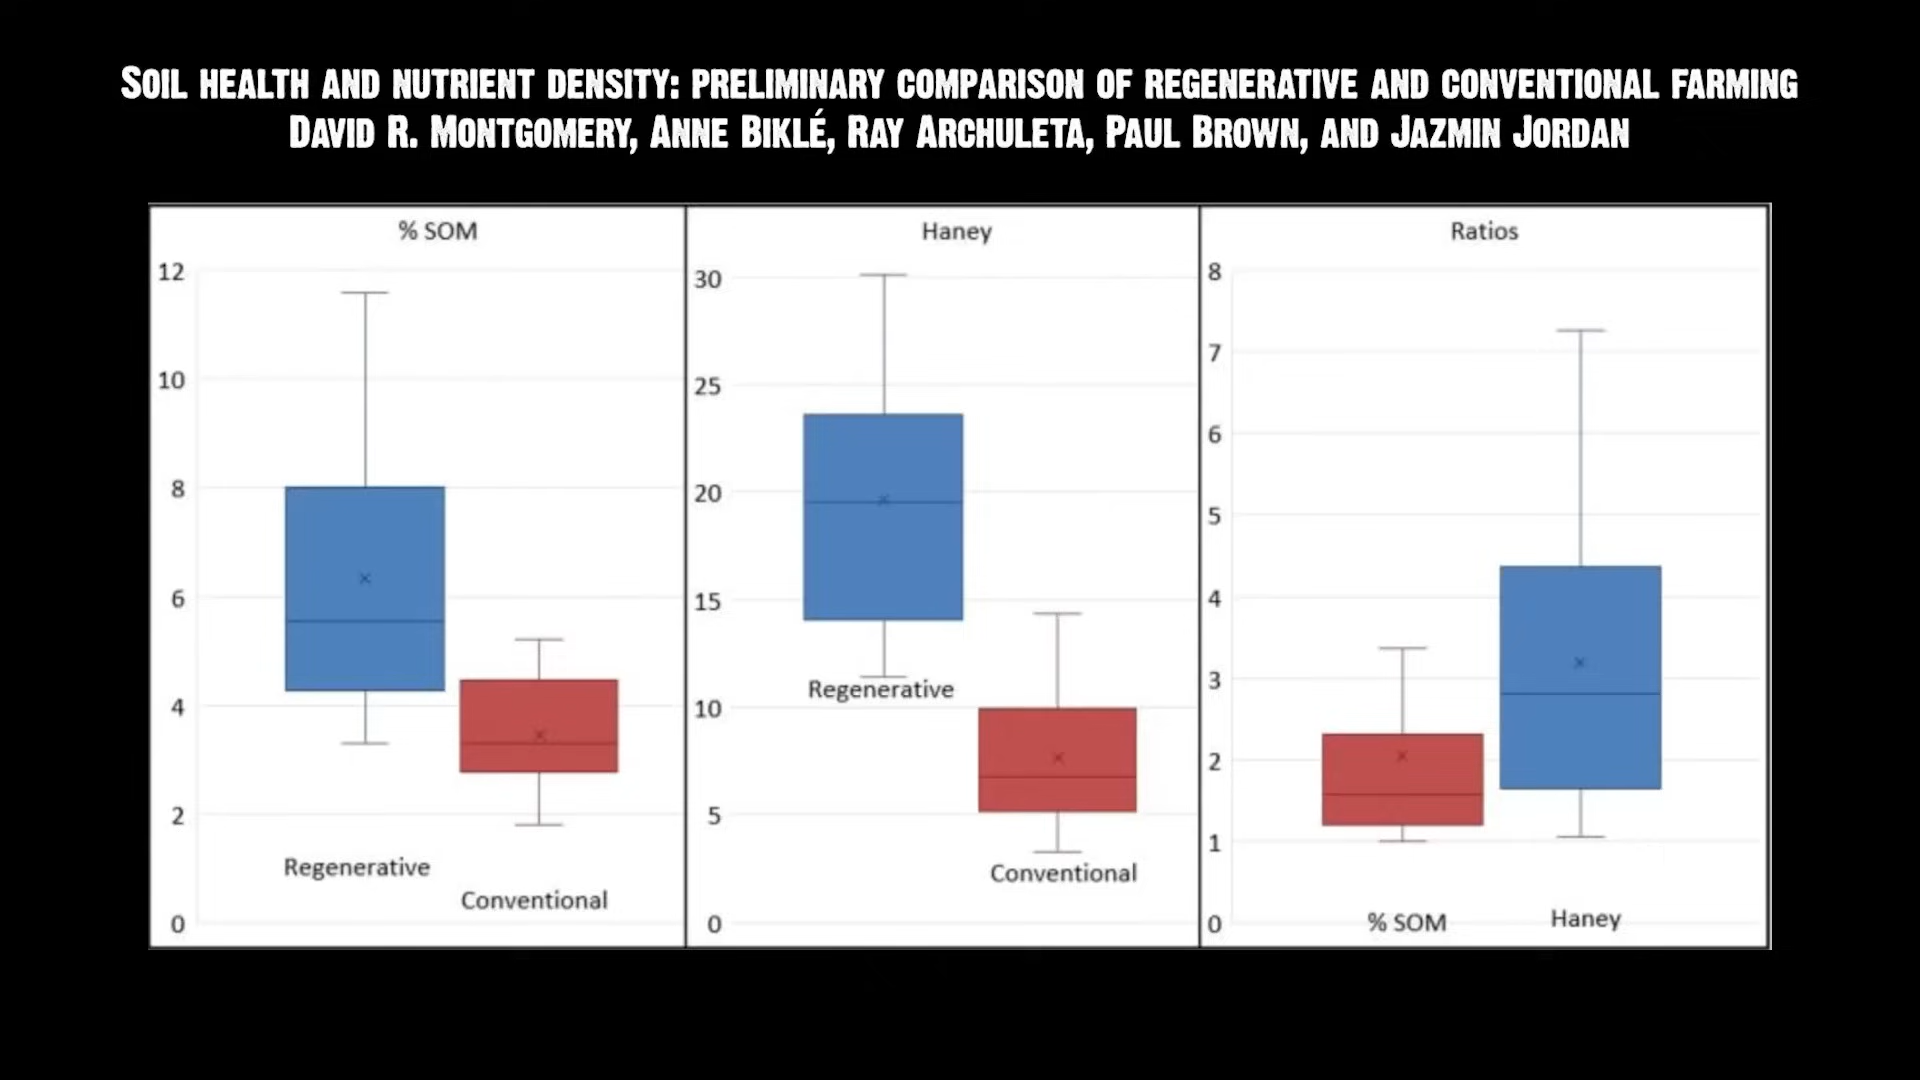 Soil health and nutrient density: preliminary comparison of regenerative and conventional farming
David R. Montgomery, Anne Biklé, Ray Archuleta, Paul Brown, and Jazmin Jordan
% SOM
12
10
8
6
4
2
0
Regenerative
Conventional
Haney
30
25
20
15
10
5
0
Regenerative
Conventional
Ratios
8
7
6
5
4
3
2
1
0
% SOM
Haney